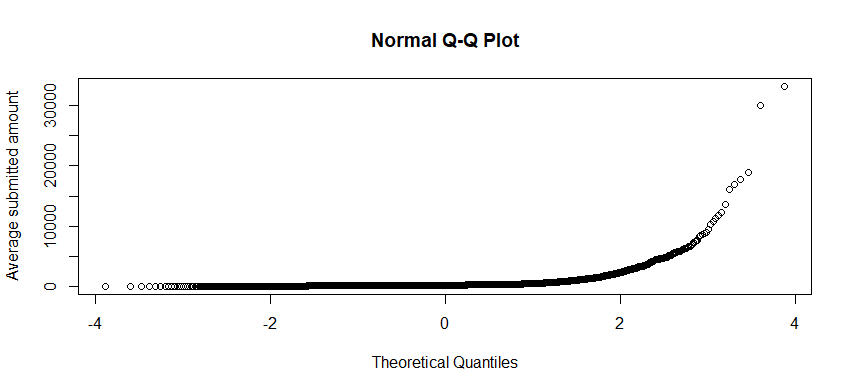 Normal Q-Q Plot
Average submitted amount
30000
20000
10000
0
-4 -2 0 2 4
Theoretical Quantiles